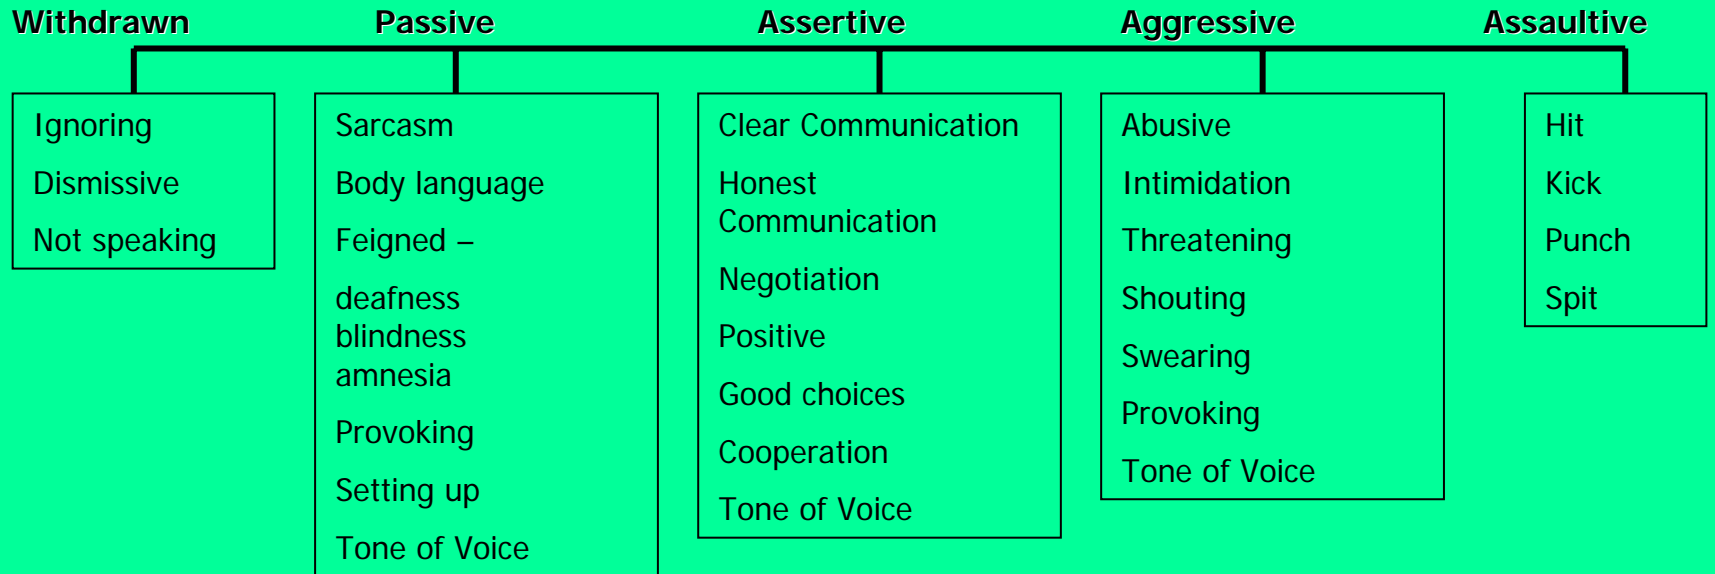 Withdrawn Passive Assertive Aggressive Assaultive
Ignoring
Dismissive
Not speaking
Sarcasm
Body language
Feigned –
deafness
blindness
amnesia
Provoking
Setting up
Tone of Voice
Clear Communication
Honest
Communication
Negotiation
Positive
Good choices
Cooperation
Tone of Voice
Abusive
Intimidation
Threatening
Shouting
Swearing
Provoking
Tone of Voice
Hit
Kick
Punch
Spit